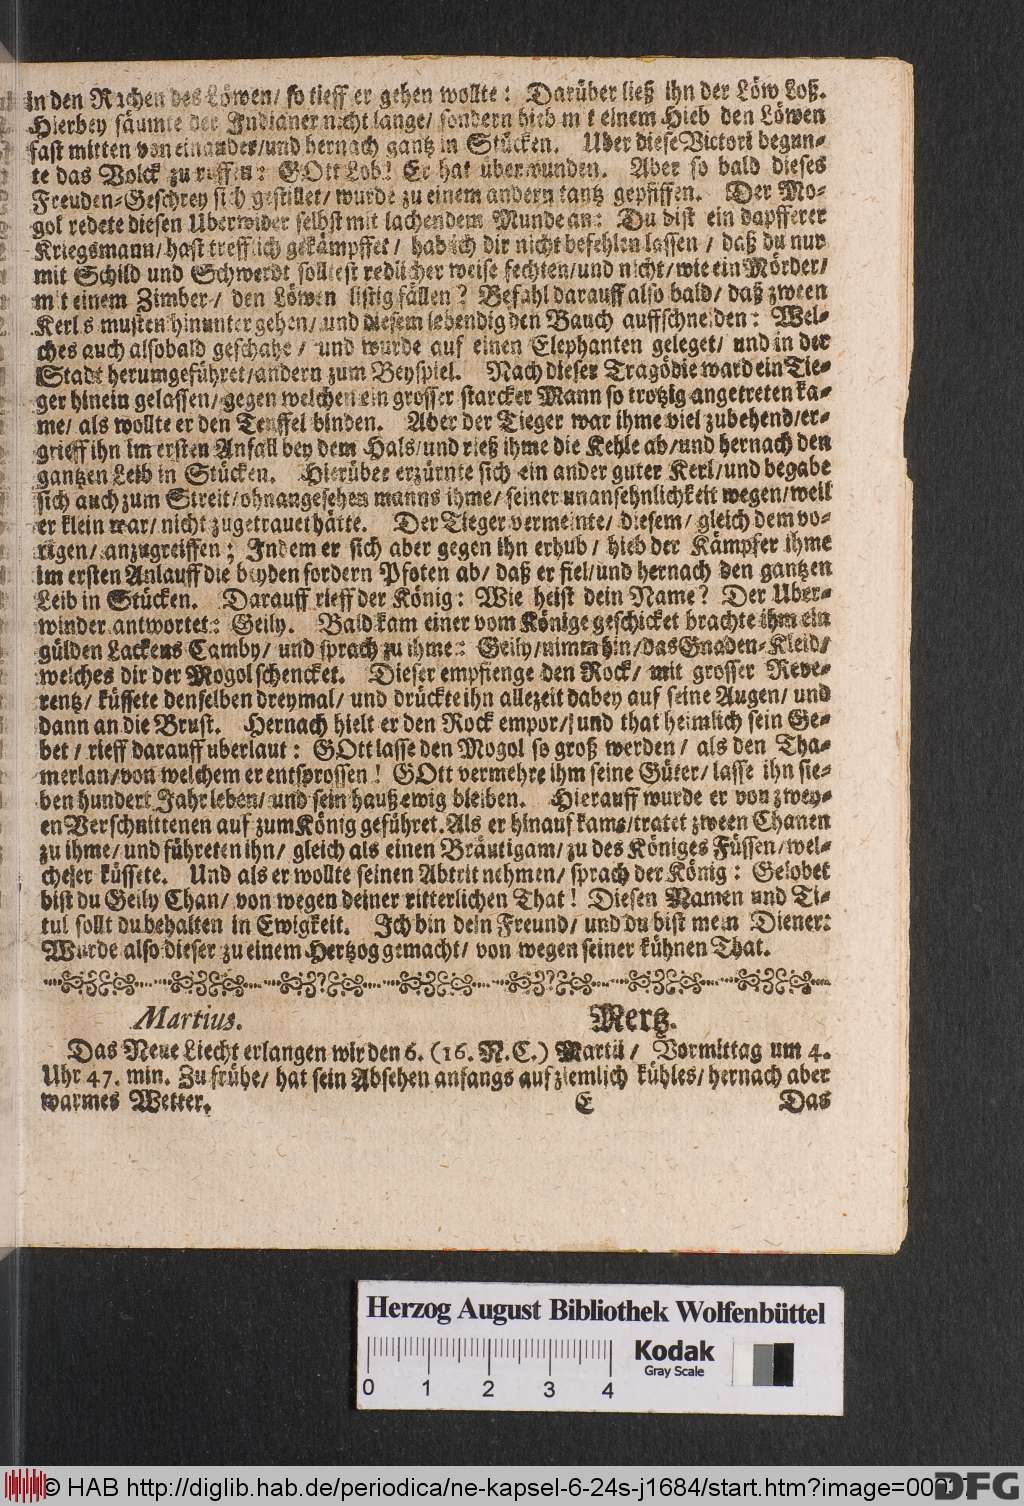 in den Rachen des Löwen/ so tieff er gehen wollte: Darüber ließ ihn der Löw Loß.
Hierbey säumte der Indianer nicht lange/ sondern hieb mit einem Hieb den Löwen
fast mitten von einander/ und hernach gantz in Stücken. Uber diese Victori begun-
te das Volck zu ruffen: GOtt Lob! Er hat überwunden. Aber so bald dieses
Freuden-Geschrey sich gestillet/ wurde zu einem andern tantz gepfiffen. Der Mo-
gol redete diesen Uberwider selbst mit lachendem Munde an: Du bist ein dapfferer
Kriegsmann/ hast trefflich gekämpffet/ hab ich dir nicht befehlen lassen/ daß du nur
mit Schild und Schwerdt solltest redlicher weise fechten/ und nicht/ wie ein Mörder/
mit einem Zimber/ den Löwen listig fällen? Befahl darauff also bald/ daß zween
Kerls musten hinunter gehen/ und diesem lebendig den Bauch auffschneiden: Wel-
ches auch alsobald geschahe/ und wurde auf einen Elephanten geleget/ und in der
Stadt herumgeführet/ andern zum Beyspiel. Nach dieser Tragödie ward ein Tie-
ger hinein gelassen/ gegen welchen ein grosser starcker Mann so trotzig angetreten ka-
me/ als wollte er den Teuffel binden. Aber der Tieger war ihme viel zubehend/ er-
grieff ihn im ersten Anfall bey dem Hals/ und rieß ihme die Kehle ab/ und hernach den
gantzen Leib in Stücken. Hierüber erzürnte sich ein ander guter Kerl/ und begabe
sich auch zum Streit/ ohnangesehen manns ihme/ seiner unansehnlichkeit wegen/ weil
er klein war/ nicht zugetrauet hätte. Der Tieger vermeinte/ diesem/ gleich dem vo-
rigen/ anzugreiffen; Indem er sich aber gegen ihn erhub/ hieb der Kämpfer ihme
im ersten Anlauff die beyden fordern Pfoten ab/ daß er fiel/ und hernach den gantzen
Leib in Stücken. Darauff rieff der König: Wie heist dein Name? Der Uber-
winder antwortet: Geily. Bald kam einer vom Könige geschicket brachte ihm ein
gülden Lackens Camby/ und sprach zu ihme: Geily/ nimm hin/ das Gnaden-Kleid/
welches dir der Mogol schencket. Dieser empfienge den Rock/ mit grosser Reve-
rentz/ küssete denselben dreymal/ und drückte ihn allezeit dabey auf seine Augen/ und
dann an die Brust. Hernach hielt er den Rock empor/ und that heimlich sein Ge-
bet/ rieff darauff uberlaut: GOtt lasse den Mogol so groß werden/ als den Tha-
merlan/ von welchem er entsprossen! GOtt vermehre ihm seine Güter/ lasse ihn sie-
ben hundert Jahr leben/ und sein hauß ewig bleiben. Hierauff wurde er von zwey-
en Verschnittenen auf zum König geführet. Als er hinauf kame/ tratet zween Chanen
zu ihme/ und führeten ihn/ gleich als einen Bräutigam/ zu des Königes Füssen/ wel-
che er küssete. Und als er wollte seinen Abtrit nehmen/ sprach der König: Gelobet
bist du Geily Chan/ von wegen deiner ritterlichen That! Diesen Namen und Ti-
tul sollt du behalten in Ewigkeit. Ich bin dein Freund/ und du bist mein Diener:
Wurde also dieser zu einem Hertzog gemacht/ von wegen seiner kühnen That.
Martius. Mertz.
Das Neue Liecht erlangen wir den 6. (16. N. C.) Martii/ Vormittag um 4.
Uhr 47. min. Zu frühe/ hat sein Absehen anfangs auf ziemlich kühles/ hernach aber
warmes Wetter.
E Das
Herzog August Bibliothek Wolfenbüttel
Kodak
Gray Scale
0 1 2 3 4
© HAB http://diglib.hab.de/periodica/ne-kapsel-6-24s-j1684/start.htm?image=00017
DFG